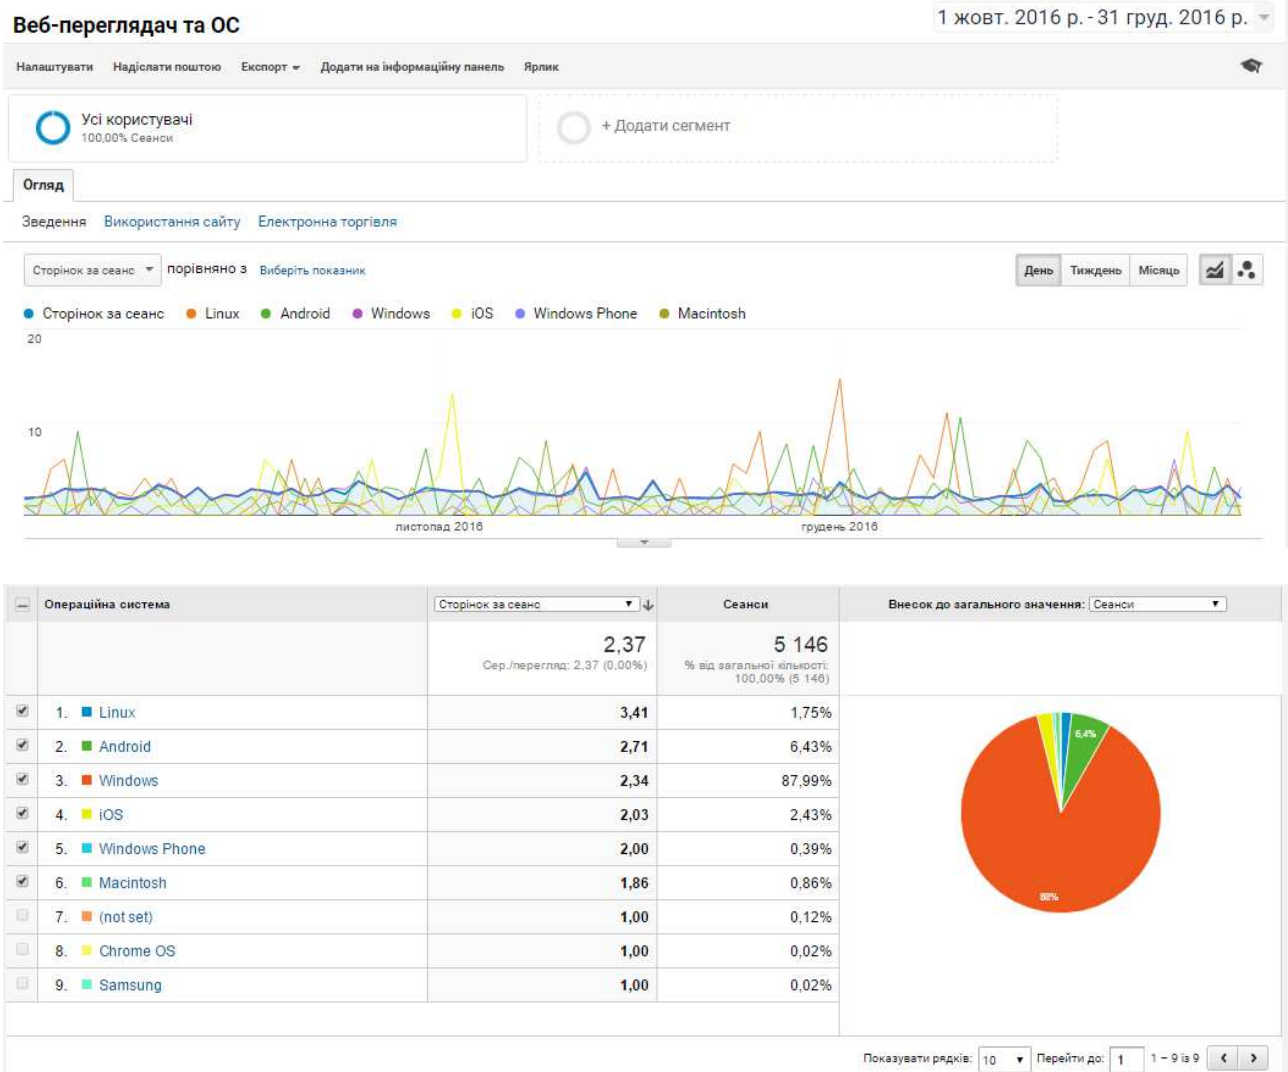 Веб-переглядач та ОС
1 жовт. 2016 р. - 31 груд. 2016 р.
Налаштувати Надіслати поштою Експорт Додати на інформаційну панель Ярлик
Усі користувачі
100,00% Сеанси
+ Додати сегмент
Огляд
Зведення Використання сайту Електронна торгівля
Сторінок за сеанс порівняно з Виберіть показник
День Тиждень Місяць
Сторінок за сеанс Linux Android Windows iOS Windows Phone Macintosh
20
10
листопад 2016 грудень 2016
Операційна система Сторінок за сеанс Сеанси Внесок до загального значення: Сеанси
2,37 5 146
Сер./перегляд: 2,37 (0,00%) % від загальної кількості:
100,00% (5 146)
1. Linux 3,41 1,75%
2. Android 2,71 6,43%
3. Windows 2,34 87,99%
4. iOS 2,03 2,43%
5. Windows Phone 2,00 0,39%
6. Macintosh 1,86 0,86%
7. (not set) 1,00 0,12%
8. Chrome OS 1,00 0,02%
9. Samsung 1,00 0,02%
6,4%
88%
Показувати рядків: 10 Перейти до: 1 1 – 9 із 9